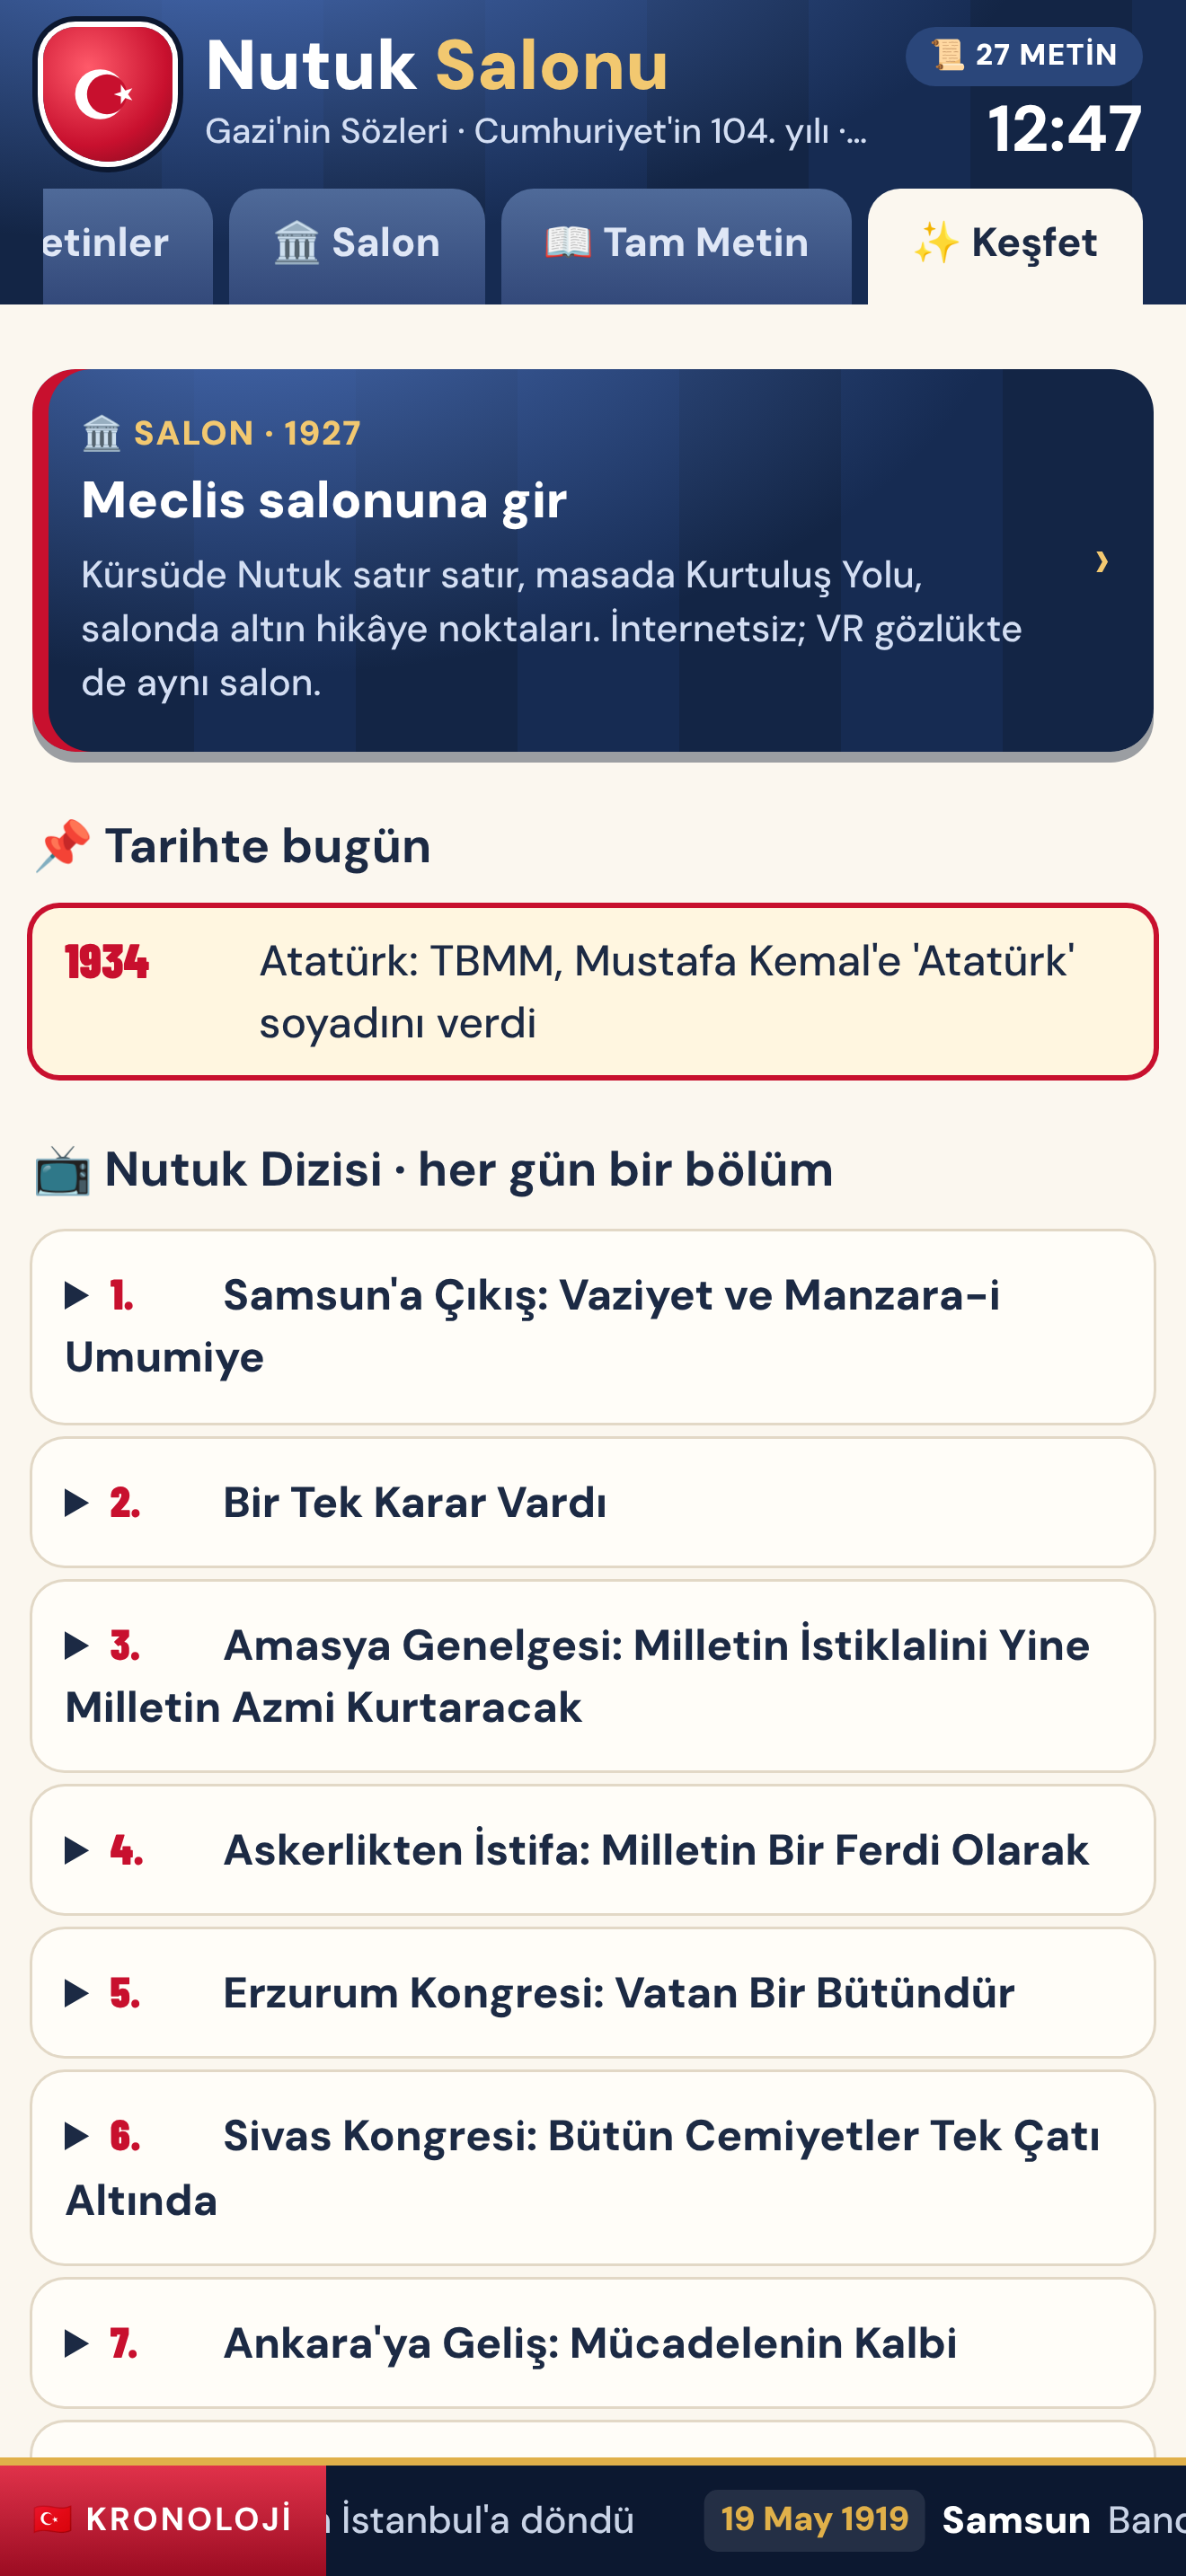 Nutuk Salonu
Gazi'nin Sözleri · Cumhuriyet'in 104. yılı ·...
27 METİN
12:47
etinler
Salon
Tam Metin
Keşfet
SALON · 1927
Meclis salonuna gir
Kürsüde Nutuk satır satır, masada Kurtuluş Yolu,
salonda altın hikâye noktaları. İnternetsiz; VR gözlükte
de aynı salon.
›
Tarihte bugün
1934 Atatürk: TBMM, Mustafa Kemal'e 'Atatürk'
soyadını verdi
Nutuk Dizisi · her gün bir bölüm
1. Samsun'a Çıkış: Vaziyet ve Manzara-i
Umumiye
2. Bir Tek Karar Vardı
3. Amasya Genelgesi: Milletin İstiklalini Yine
Milletin Azmi Kurtaracak
4. Askerlikten İstifa: Milletin Bir Ferdi Olarak
5. Erzurum Kongresi: Vatan Bir Bütündür
6. Sivas Kongresi: Bütün Cemiyetler Tek Çatı
Altında
7. Ankara'ya Geliş: Mücadelenin Kalbi
KRONOLOJİ İstanbul'a döndü 19 May 1919 Samsun